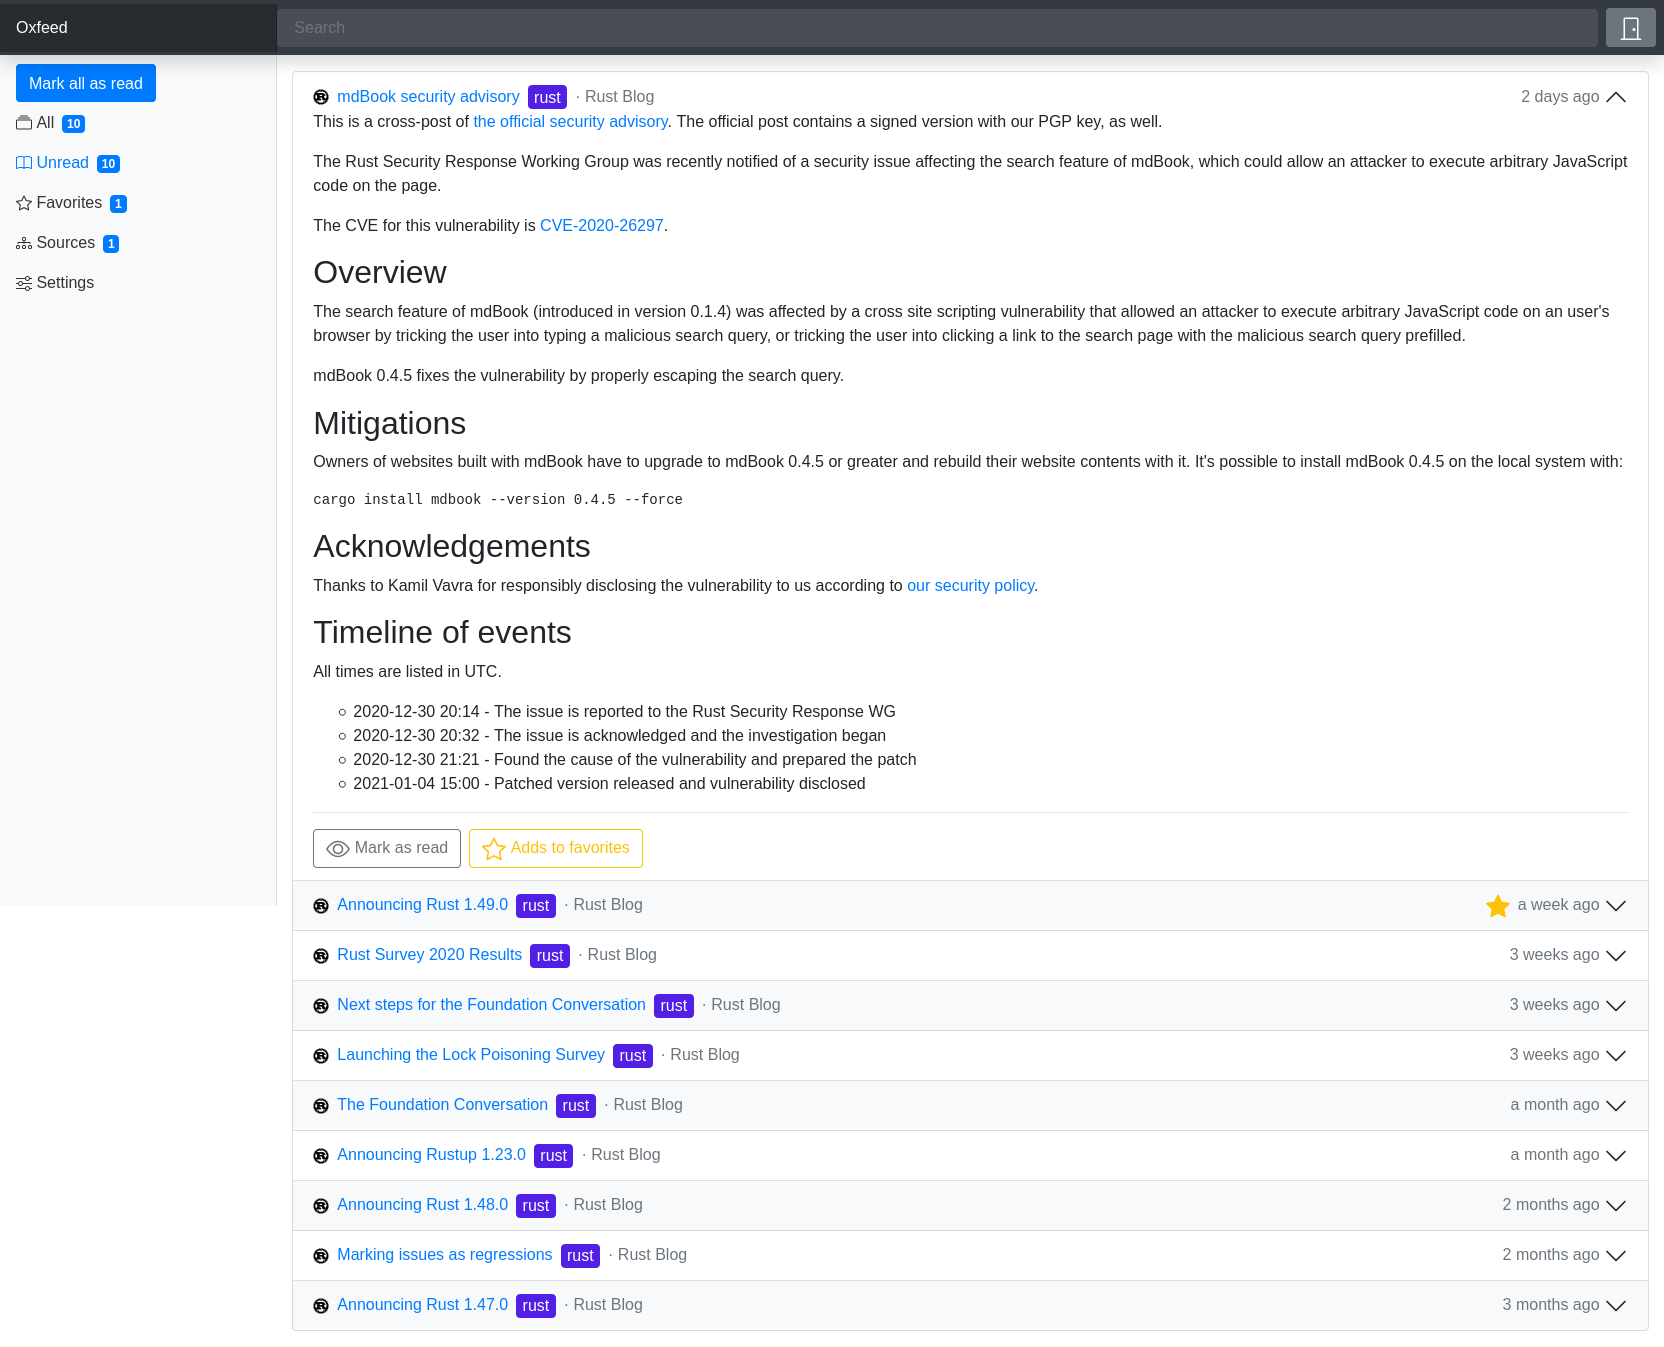 Oxfeed
Search
Mark all as read
All 10
Unread 10
Favorites 1
Sources 1
Settings
mdBook security advisory rust · Rust Blog 2 days ago
This is a cross-post of the official security advisory. The official post contains a signed version with our PGP key, as well.
The Rust Security Response Working Group was recently notified of a security issue affecting the search feature of mdBook, which could allow an attacker to execute arbitrary JavaScript
code on the page.
The CVE for this vulnerability is CVE-2020-26297.
Overview
The search feature of mdBook (introduced in version 0.1.4) was affected by a cross site scripting vulnerability that allowed an attacker to execute arbitrary JavaScript code on an user's
browser by tricking the user into typing a malicious search query, or tricking the user into clicking a link to the search page with the malicious search query prefilled.
mdBook 0.4.5 fixes the vulnerability by properly escaping the search query.
Mitigations
Owners of websites built with mdBook have to upgrade to mdBook 0.4.5 or greater and rebuild their website contents with it. It's possible to install mdBook 0.4.5 on the local system with:
cargo install mdbook --version 0.4.5 --force
Acknowledgements
Thanks to Kamil Vavra for responsibly disclosing the vulnerability to us according to our security policy.
Timeline of events
All times are listed in UTC.
2020-12-30 20:14 - The issue is reported to the Rust Security Response WG
2020-12-30 20:32 - The issue is acknowledged and the investigation began
2020-12-30 21:21 - Found the cause of the vulnerability and prepared the patch
2021-01-04 15:00 - Patched version released and vulnerability disclosed
Mark as read Adds to favorites
Announcing Rust 1.49.0 rust · Rust Blog a week ago
Rust Survey 2020 Results rust · Rust Blog 3 weeks ago
Next steps for the Foundation Conversation rust · Rust Blog 3 weeks ago
Launching the Lock Poisoning Survey rust · Rust Blog 3 weeks ago
The Foundation Conversation rust · Rust Blog a month ago
Announcing Rustup 1.23.0 rust · Rust Blog a month ago
Announcing Rust 1.48.0 rust · Rust Blog 2 months ago
Marking issues as regressions rust · Rust Blog 2 months ago
Announcing Rust 1.47.0 rust · Rust Blog 3 months ago